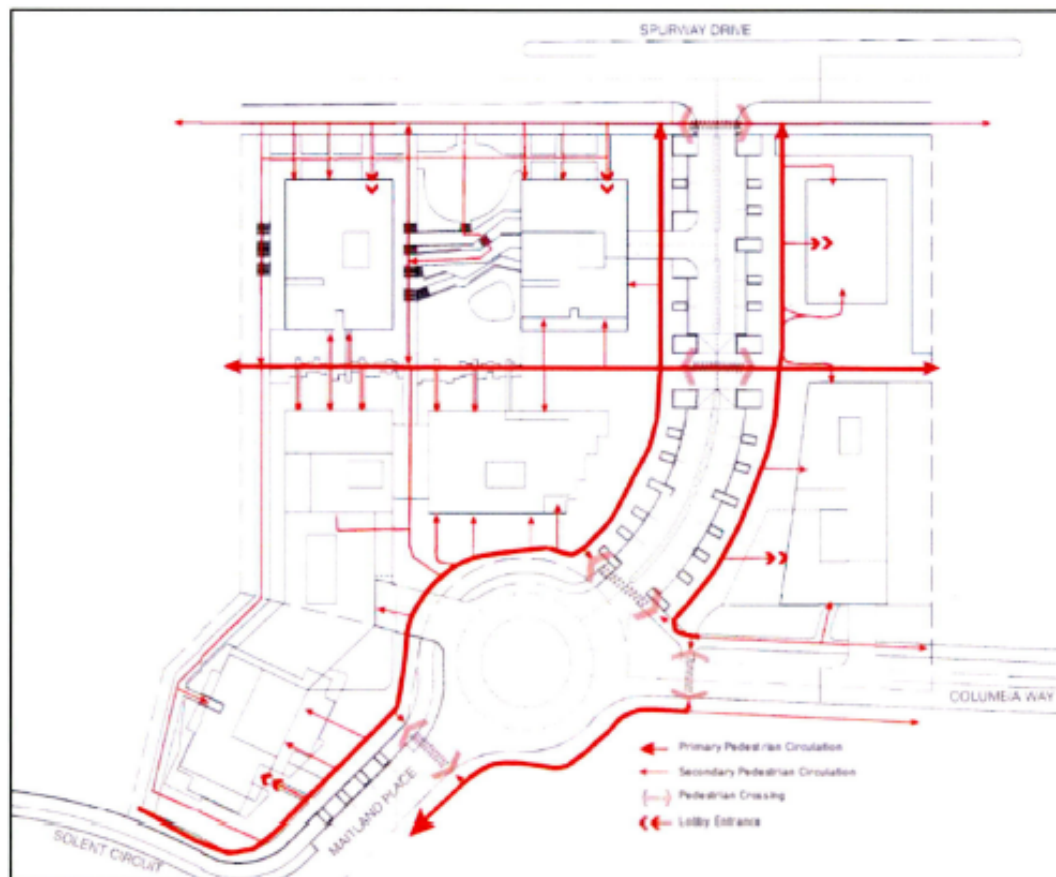 SPURWAY DRIVE
COLUMBIA WAY
Primary Pedestrian Circulation
Secondary Pedestrian Circulation
Pedestrian Crossing
Lobby Entrance
MAITLAND PLACE
SOLENT CIRCUIT